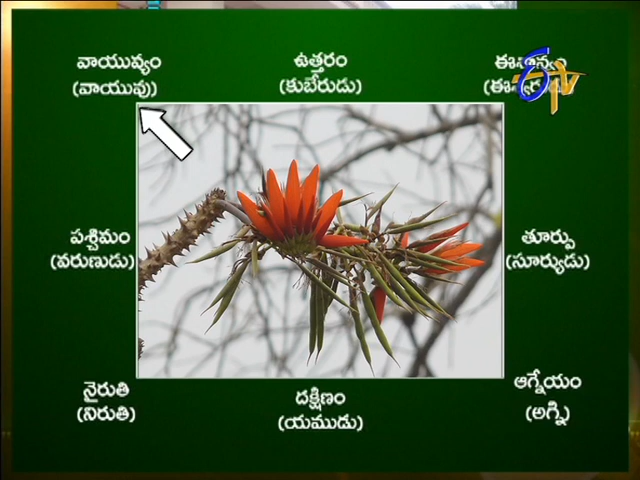 వాయువ్యం
(వాయువు)
ఉత్తరం
(కుబేరుడు)
పశ్చిమం
(వరుణుడు)
తూర్పు
(సూర్యుడు)
నైరుతి
(నిరుతి)
దక్షిణం
(యముడు)
ఆగ్నేయం
(అగ్ని)